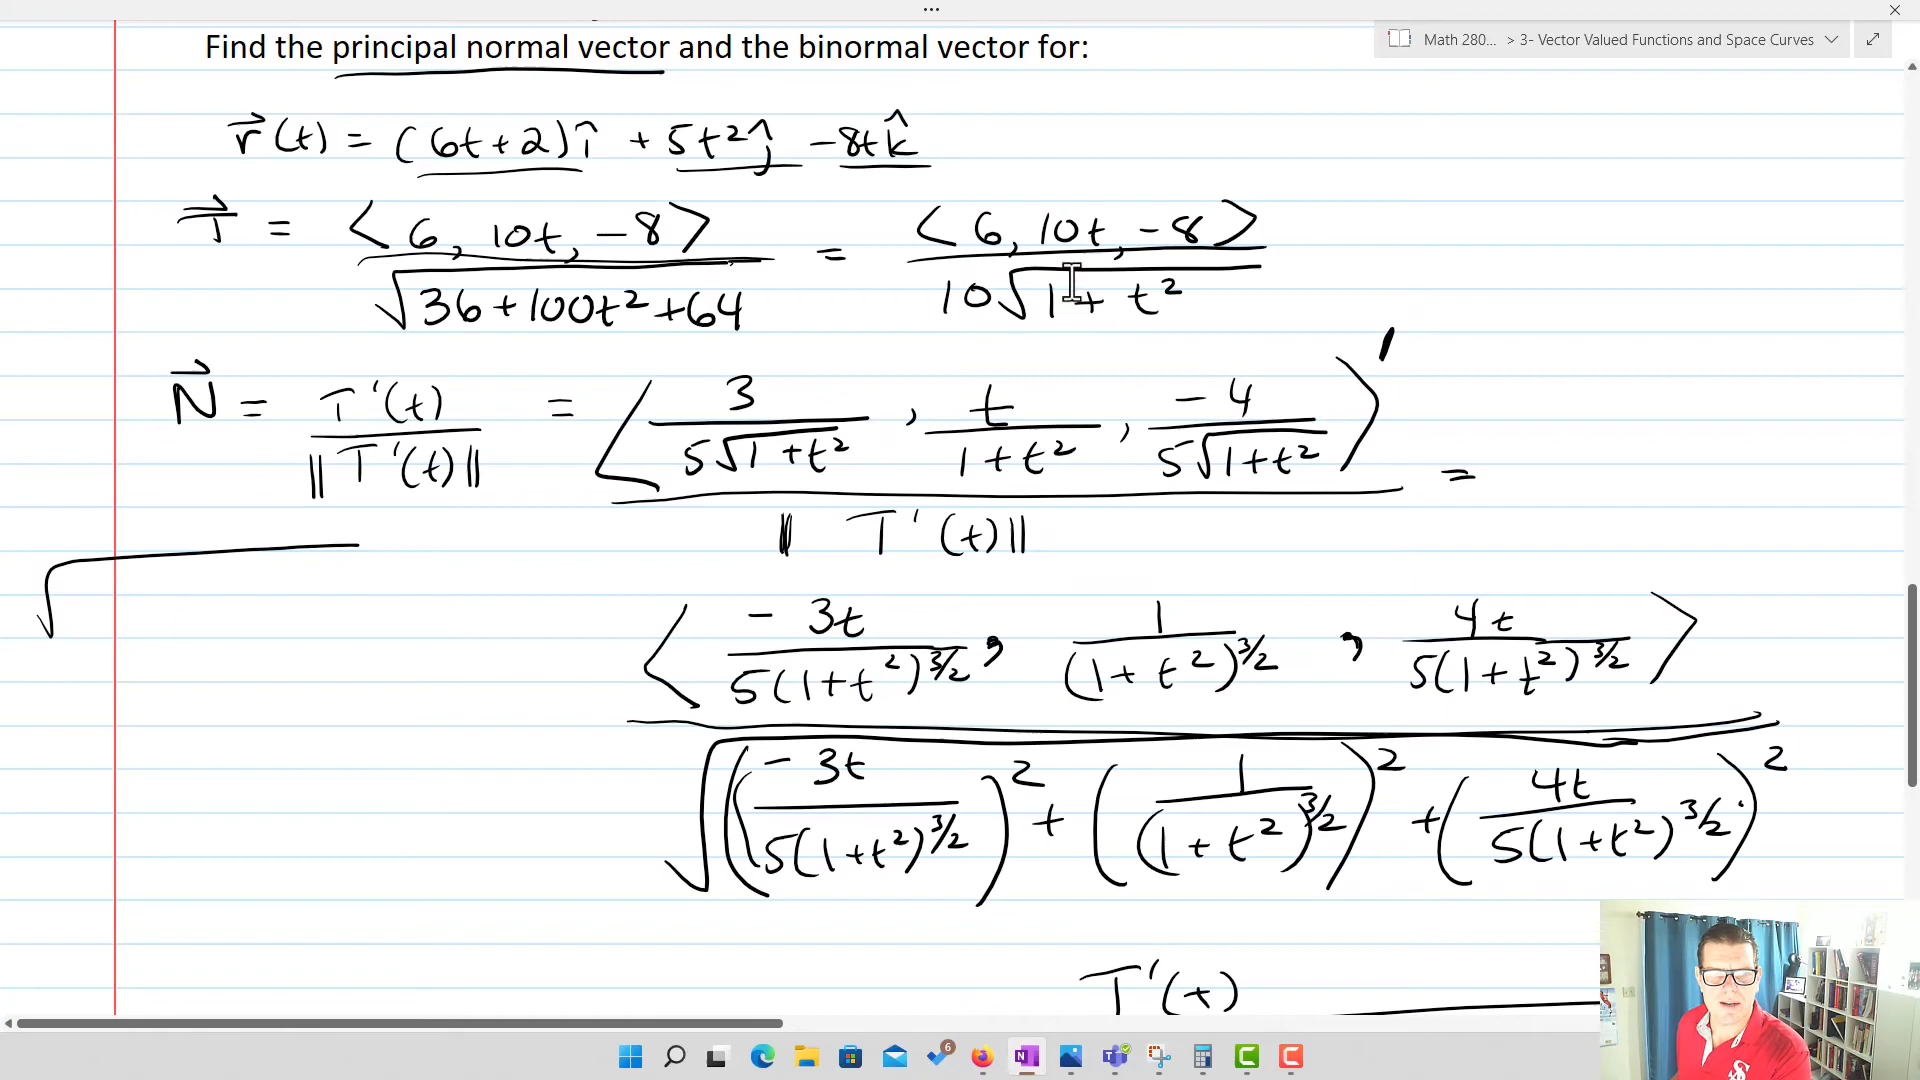 Math 280... > 3- Vector Valued Functions and Space Curves
Find the principal normal vector and the binormal vector for:
r⃗(t) = (6t+2)î + 5t²ĵ - 8tk̂
T⃗ = <6, 10t, -8> / √(36+100t²+64) = <6, 10t, -8> / 10√(1+t²)
N⃗ = T'(t) / ||T'(t)|| = <3/(5√(1+t²)), t/(1+t²), -4/(5√(1+t²))>' / ||T'(t)|| =
<-3t/(5(1+t²)^3/2), 1/(1+t²)^3/2, 4t/(5(1+t²)^3/2)>
√((-3t/(5(1+t²)^3/2))² + (1/(1+t²)^3/2)² + (4t/(5(1+t²)^3/2))²)
T'(t)
6